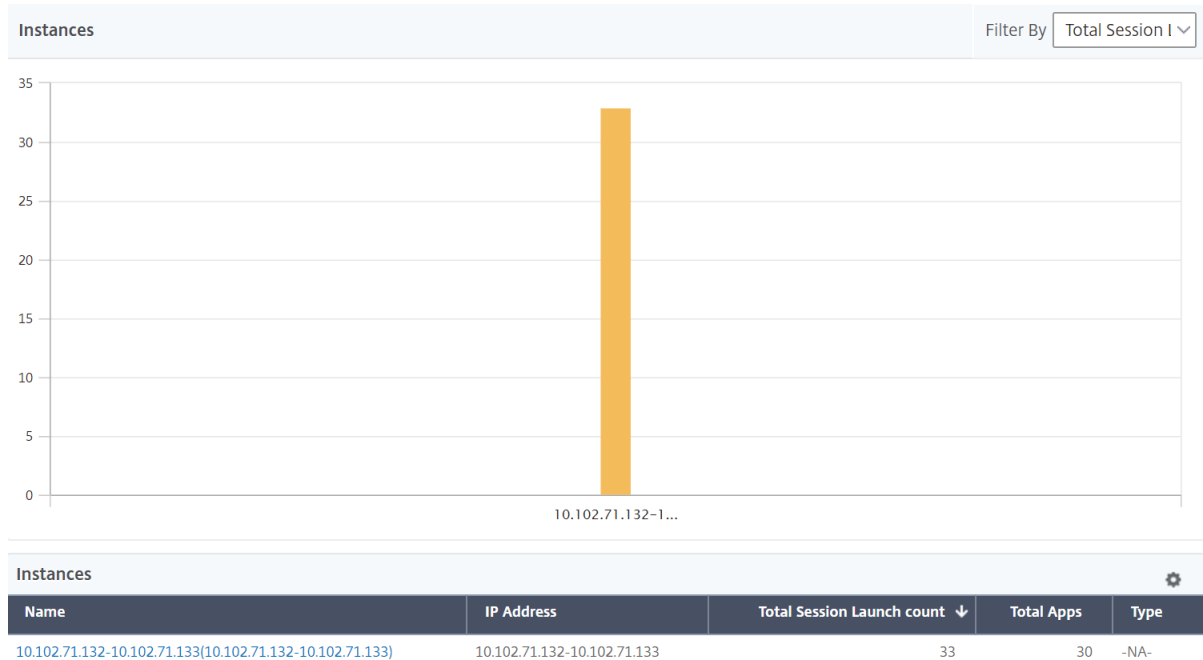 Instances
Filter By Total Session L
35
30
25
20
15
10
5
0
10.102.71.132-1...
Instances
Name IP Address Total Session Launch count Total Apps Type
10.102.71.132-10.102.71.133(10.102.71.132-10.102.71.133) 10.102.71.132-10.102.71.133 33 30 -NA-